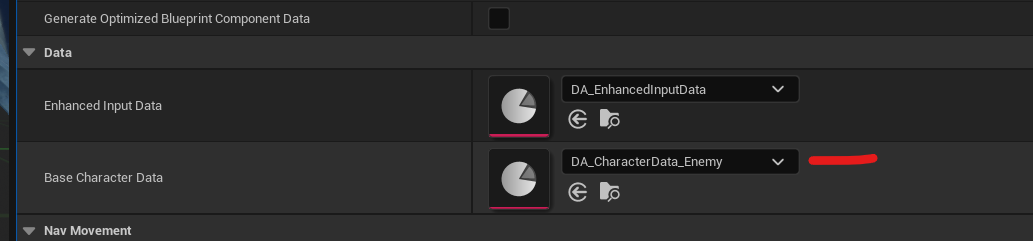 Generate Optimized Blueprint Component Data
Data
Enhanced Input Data
DA_EnhancedInputData
Base Character Data
DA_CharacterData_Enemy
Nav Movement